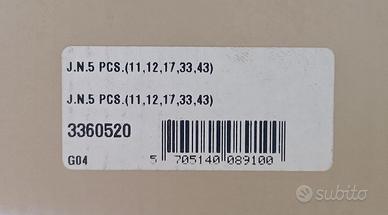 J.N.5 PCS.(11,12,17,33,43)
J.N.5 PCS.(11,12,17,33,43)
3360520
G04
5 705140 089100
subito